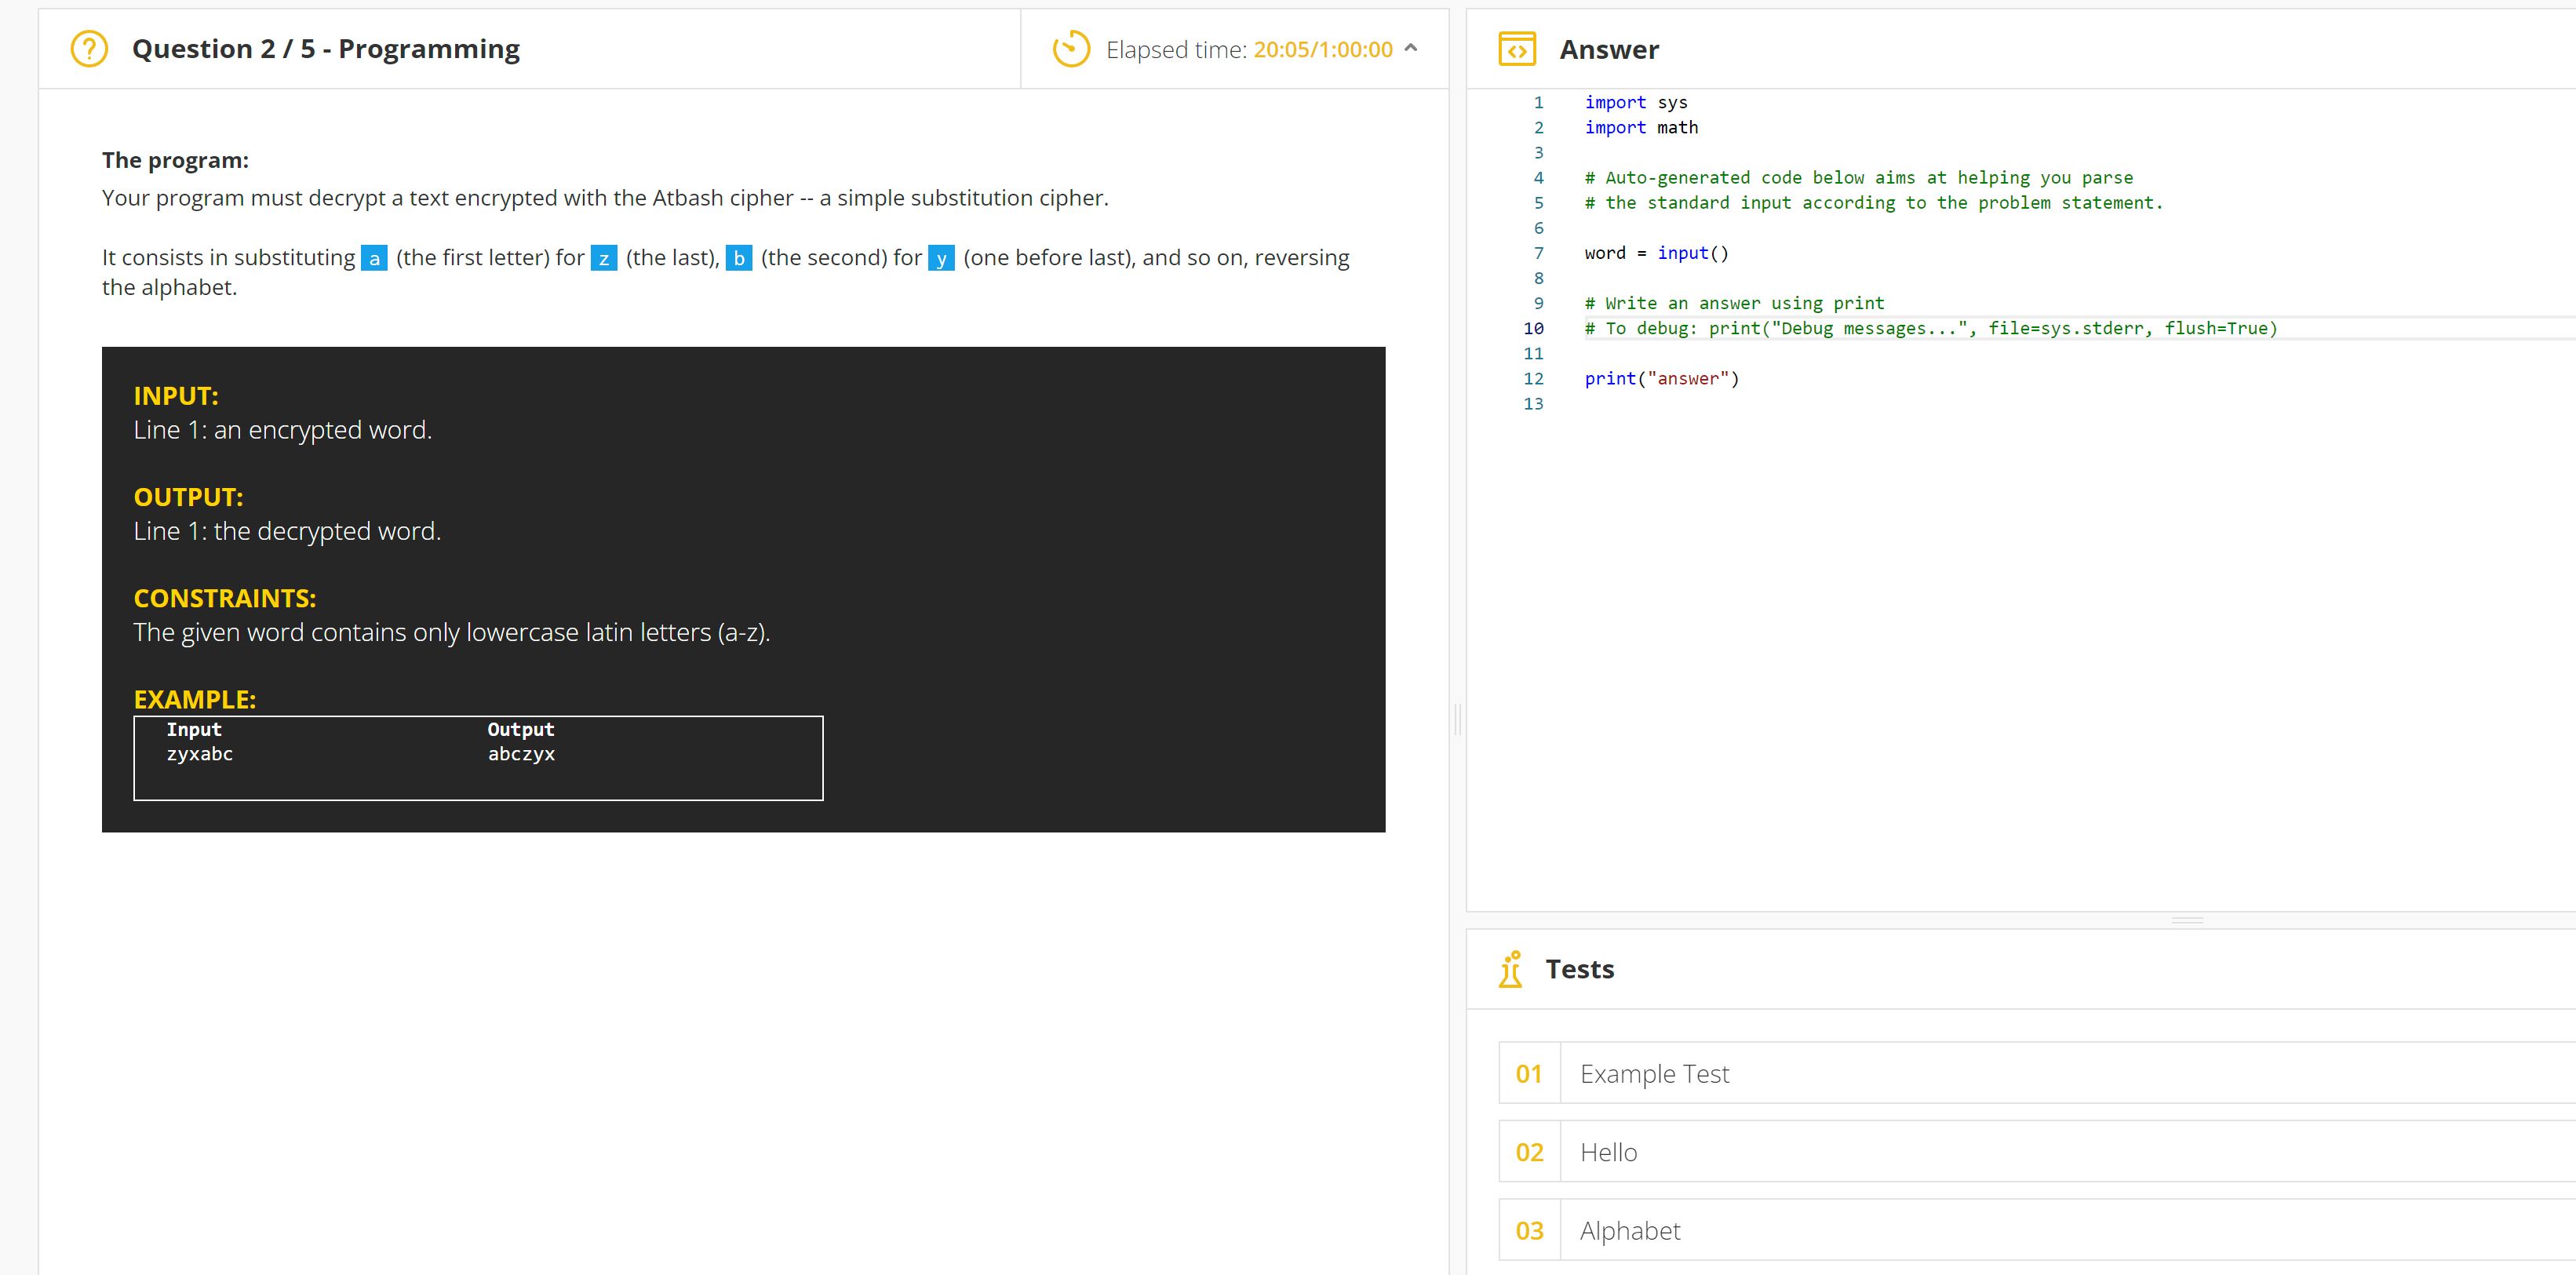 Question 2 / 5 - Programming
Elapsed time: 20:05/1:00:00
The program:
Your program must decrypt a text encrypted with the Atbash cipher -- a simple substitution cipher.
It consists in substituting a (the first letter) for z (the last), b (the second) for y (one before last), and so on, reversing
the alphabet.
INPUT:
Line 1: an encrypted word.
OUTPUT:
Line 1: the decrypted word.
CONSTRAINTS:
The given word contains only lowercase latin letters (a-z).
EXAMPLE:
Input Output
zyxabc abczyx
Answer
1 import sys
2 import math
3
4 # Auto-generated code below aims at helping you parse
5 # the standard input according to the problem statement.
6
7 word = input()
8
9 # Write an answer using print
10 # To debug: print("Debug messages...", file=sys.stderr, flush=True)
11
12 print("answer")
13
Tests
01 Example Test
02 Hello
03 Alphabet